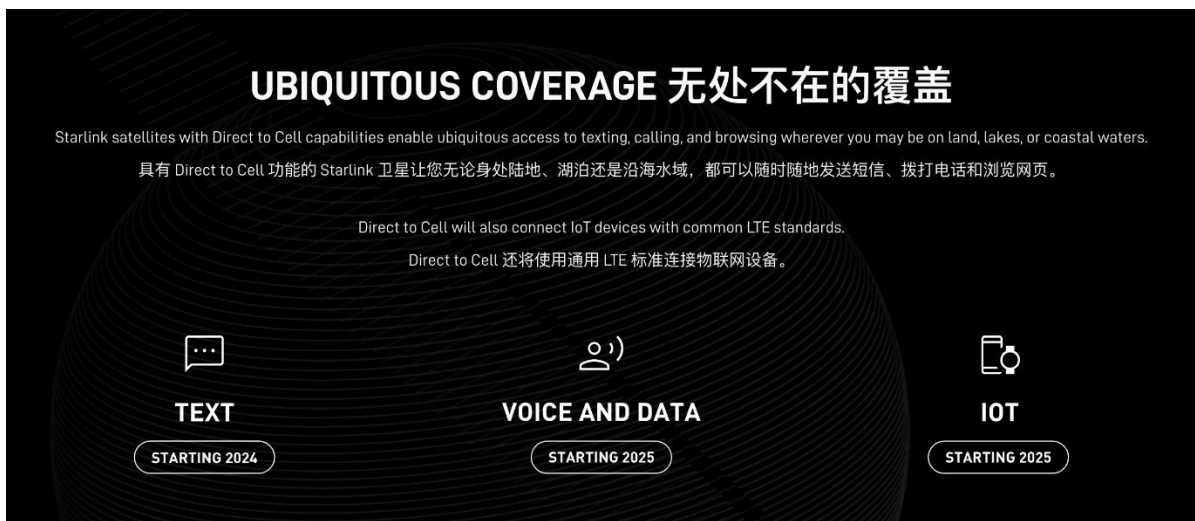 UBIQUITOUS COVERAGE 无处不在的覆盖
Starlink satellites with Direct to Cell capabilities enable ubiquitous access to texting, calling, and browsing wherever you may be on land, lakes, or coastal waters.
具有 Direct to Cell 功能的 Starlink 卫星让您无论身处陆地、湖泊还是沿海水域，都可以随时随地发送短信、拨打电话和浏览网页。
Direct to Cell will also connect IoT devices with common LTE standards.
Direct to Cell 还将使用通用 LTE 标准连接物联网设备。
TEXT
STARTING 2024
VOICE AND DATA
STARTING 2025
IOT
STARTING 2025